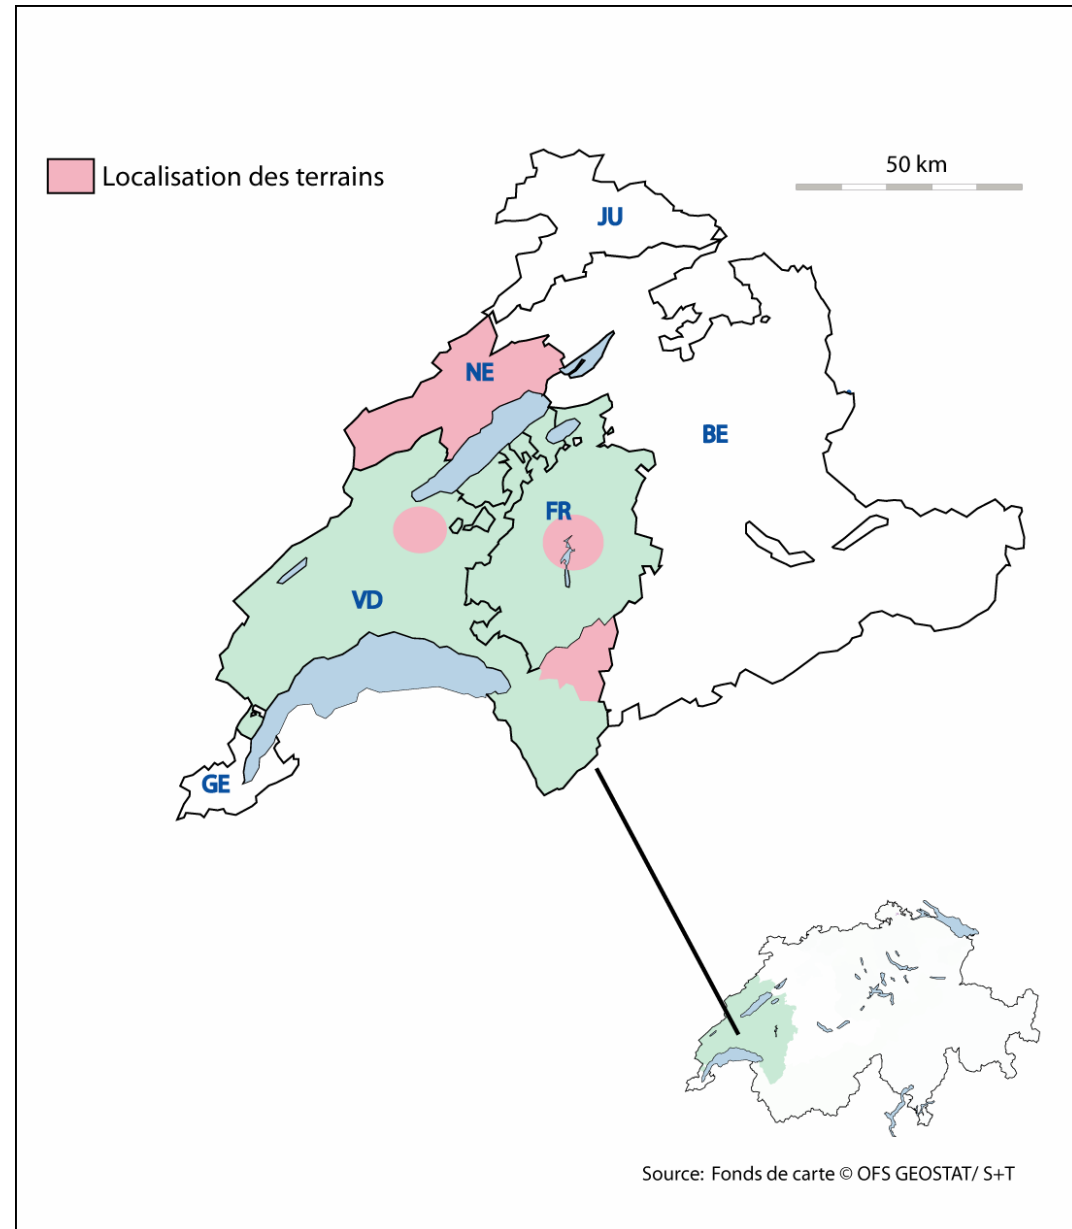 50 km
Localisation des terrains
JU
NE
BE
FR
VD
GE
Source: Fonds de carte © OFS GEOSTAT/ S+T